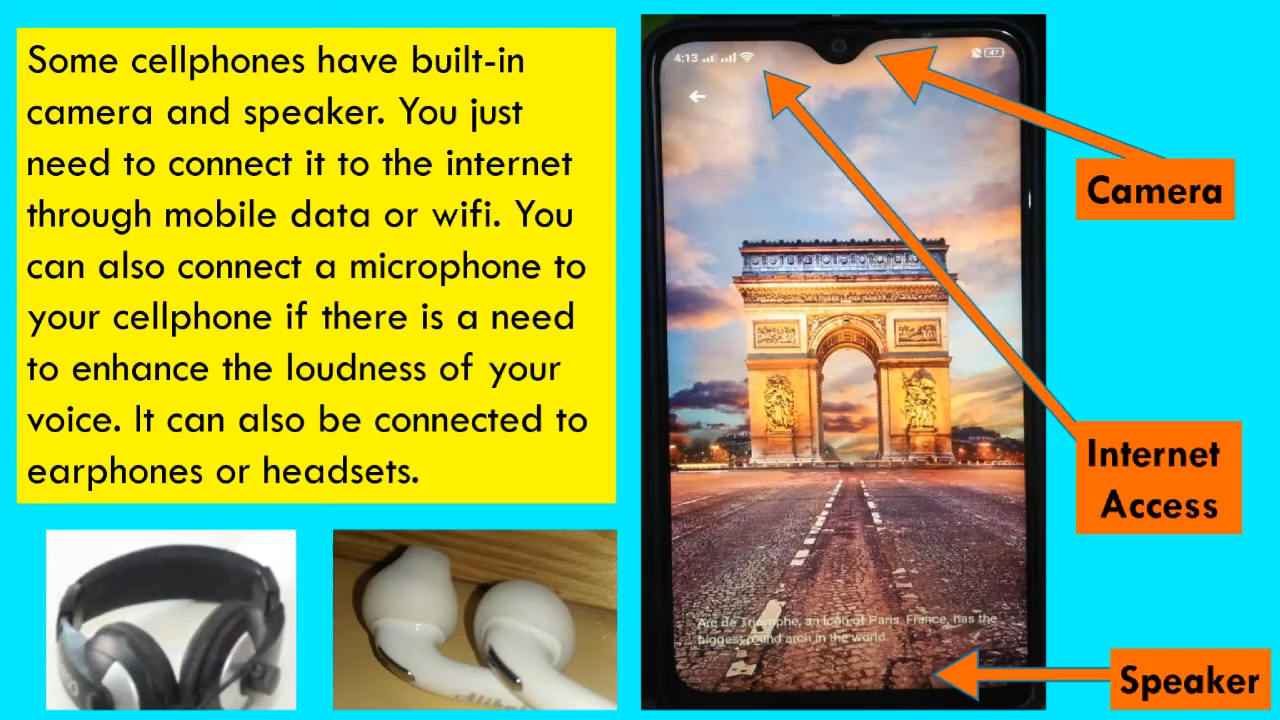 Some cellphones have built-in
camera and speaker. You just
need to connect it to the internet
through mobile data or wifi. You
can also connect a microphone to
your cellphone if there is a need
to enhance the loudness of your
voice. It can also be connected to
earphones or headsets.
4:13
47
Camera
Internet
Access
Arc de Triomphe, an icon of Paris, France, has the
biggest round arch in the world.
Speaker